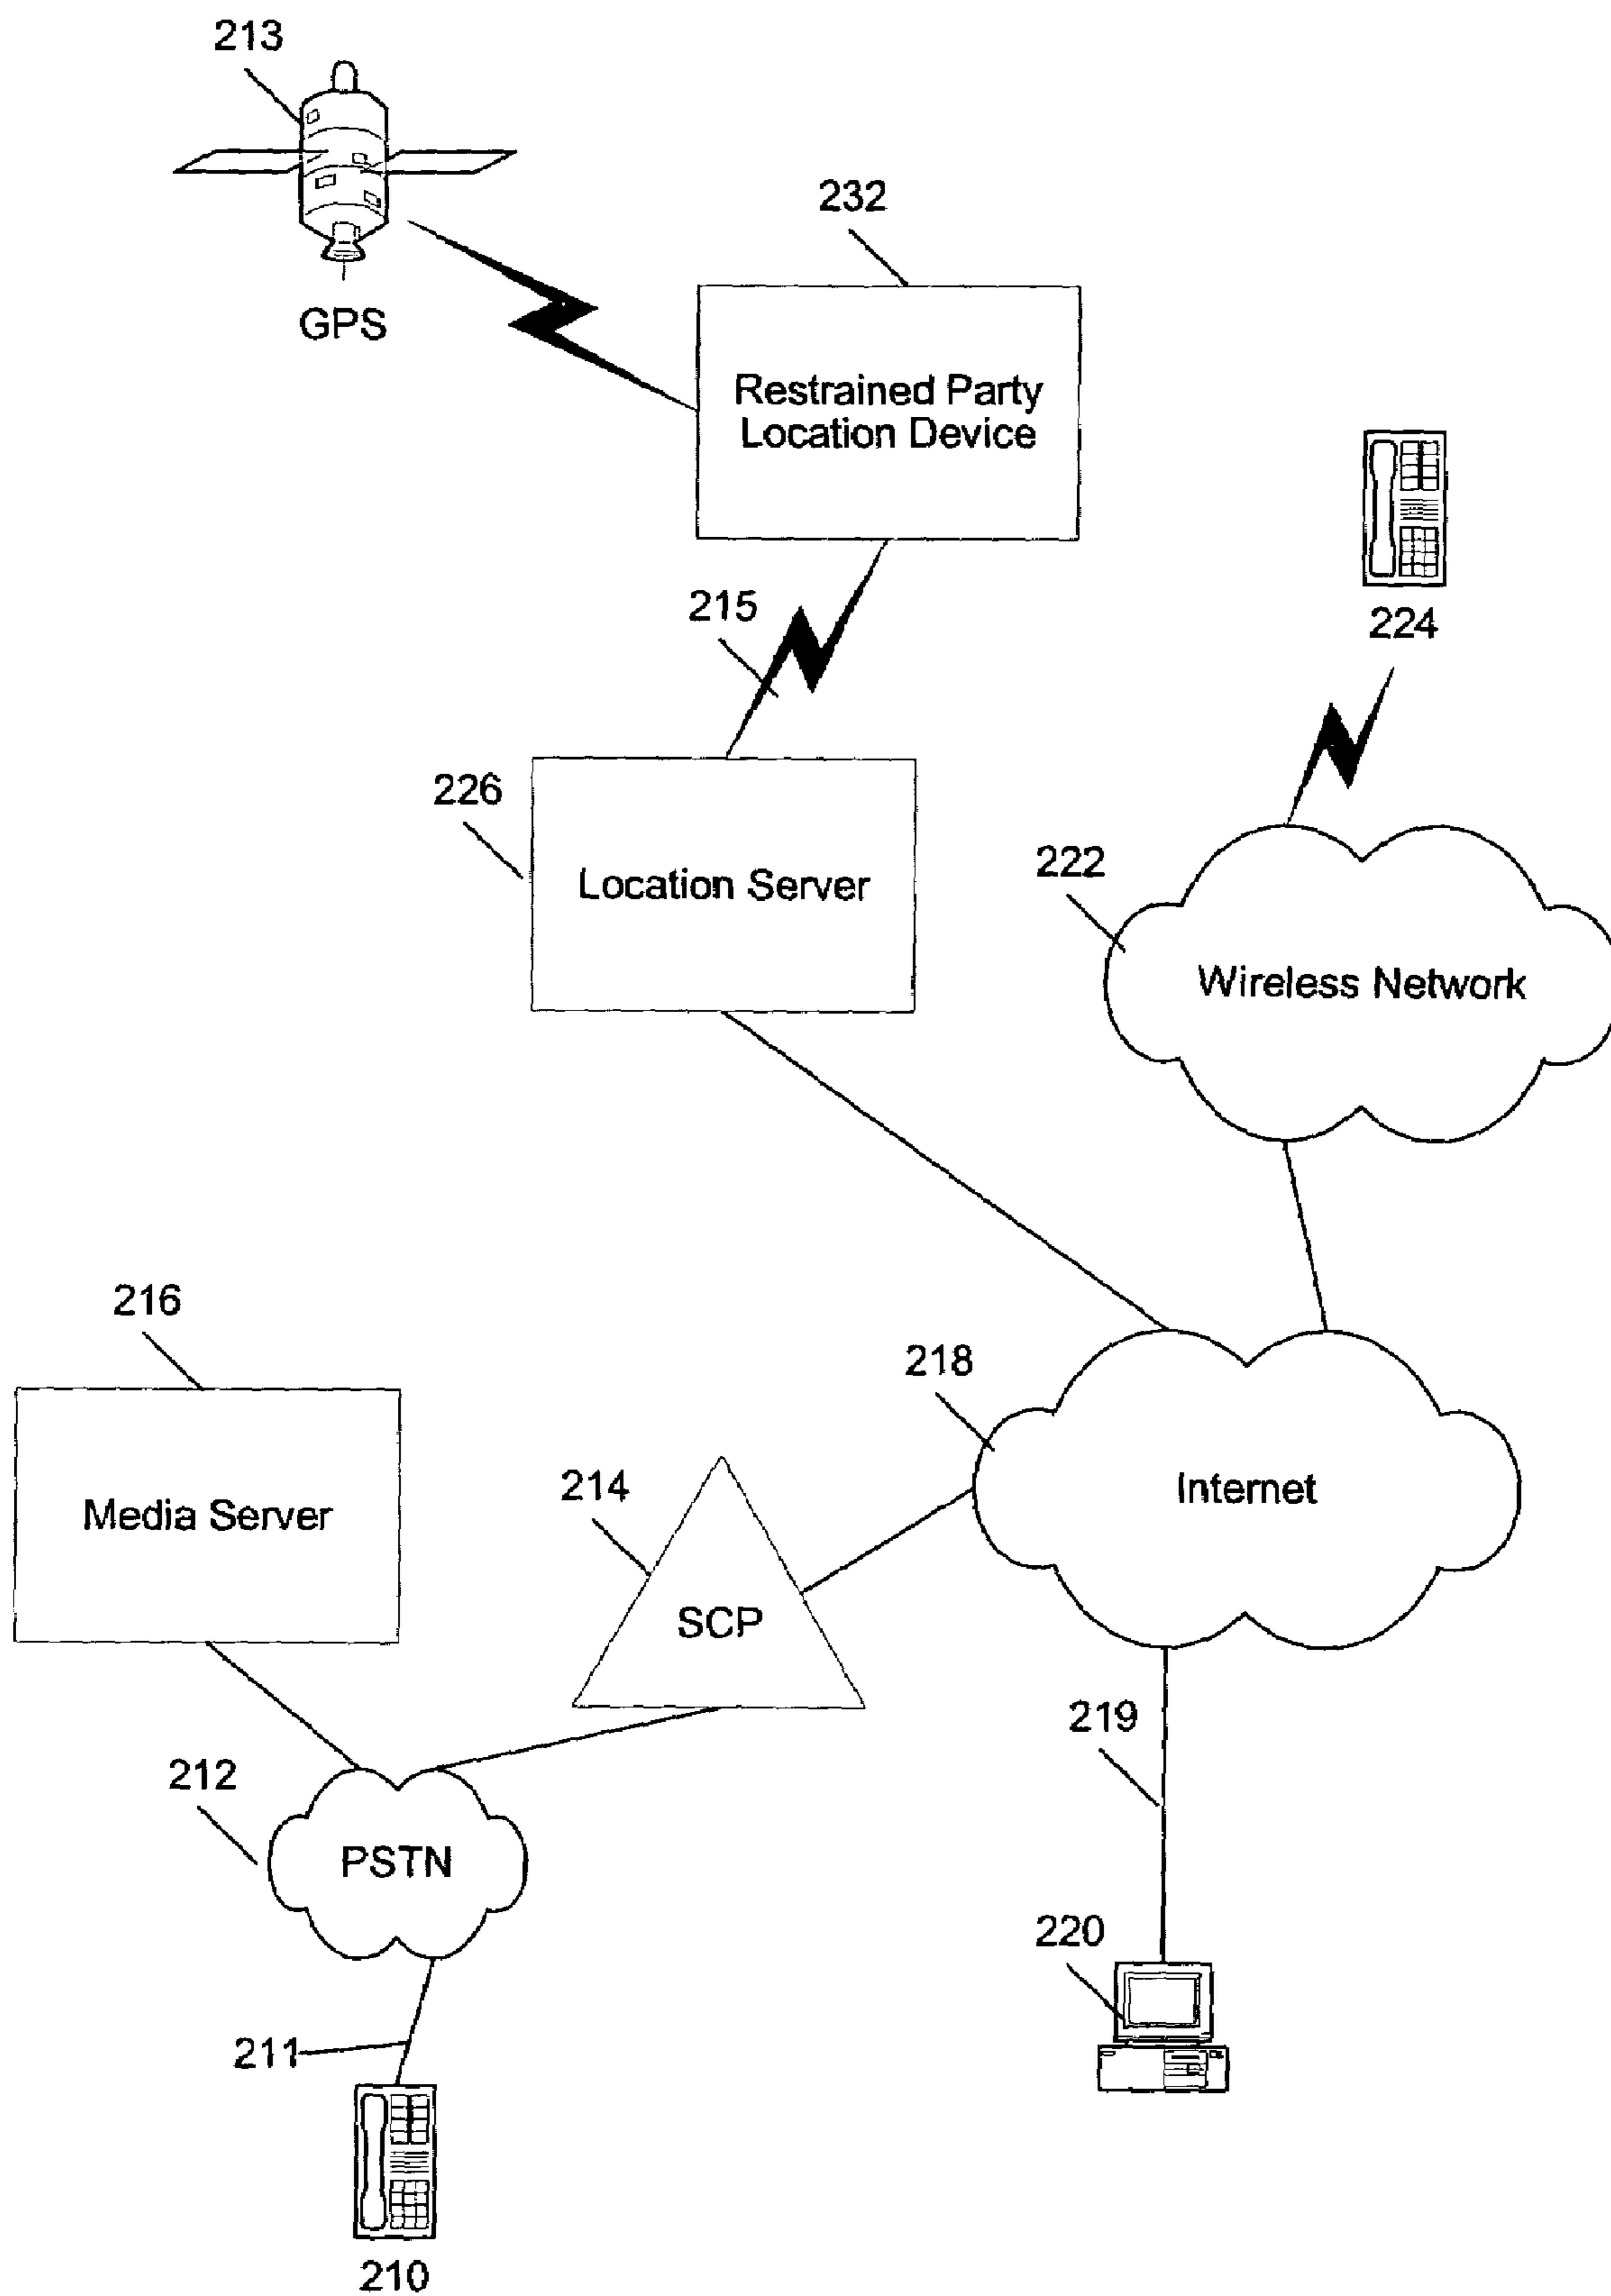 213
GPS
232
Restrained Party
Location Device
224
215
226
Location Server
222
Wireless Network
216
Media Server
218
Internet
214
SCP
219
212
PSTN
220
211
210